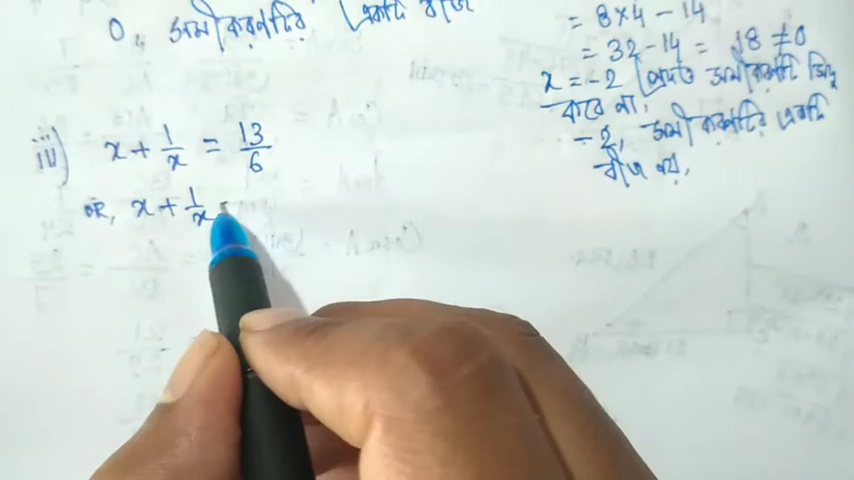 0, সমীকরণটির একটি বীজ
iii) x + 1/x = 13/6
OR, x + 1/x -
= 8×4 - 14
= 32 - 14 = 18 ≠ 0
x = -2 প্রদত্ত সমীকরণটি সিদ্ধ
করে না,
-2, সমীকরণটির একটি
বীজ নয়,